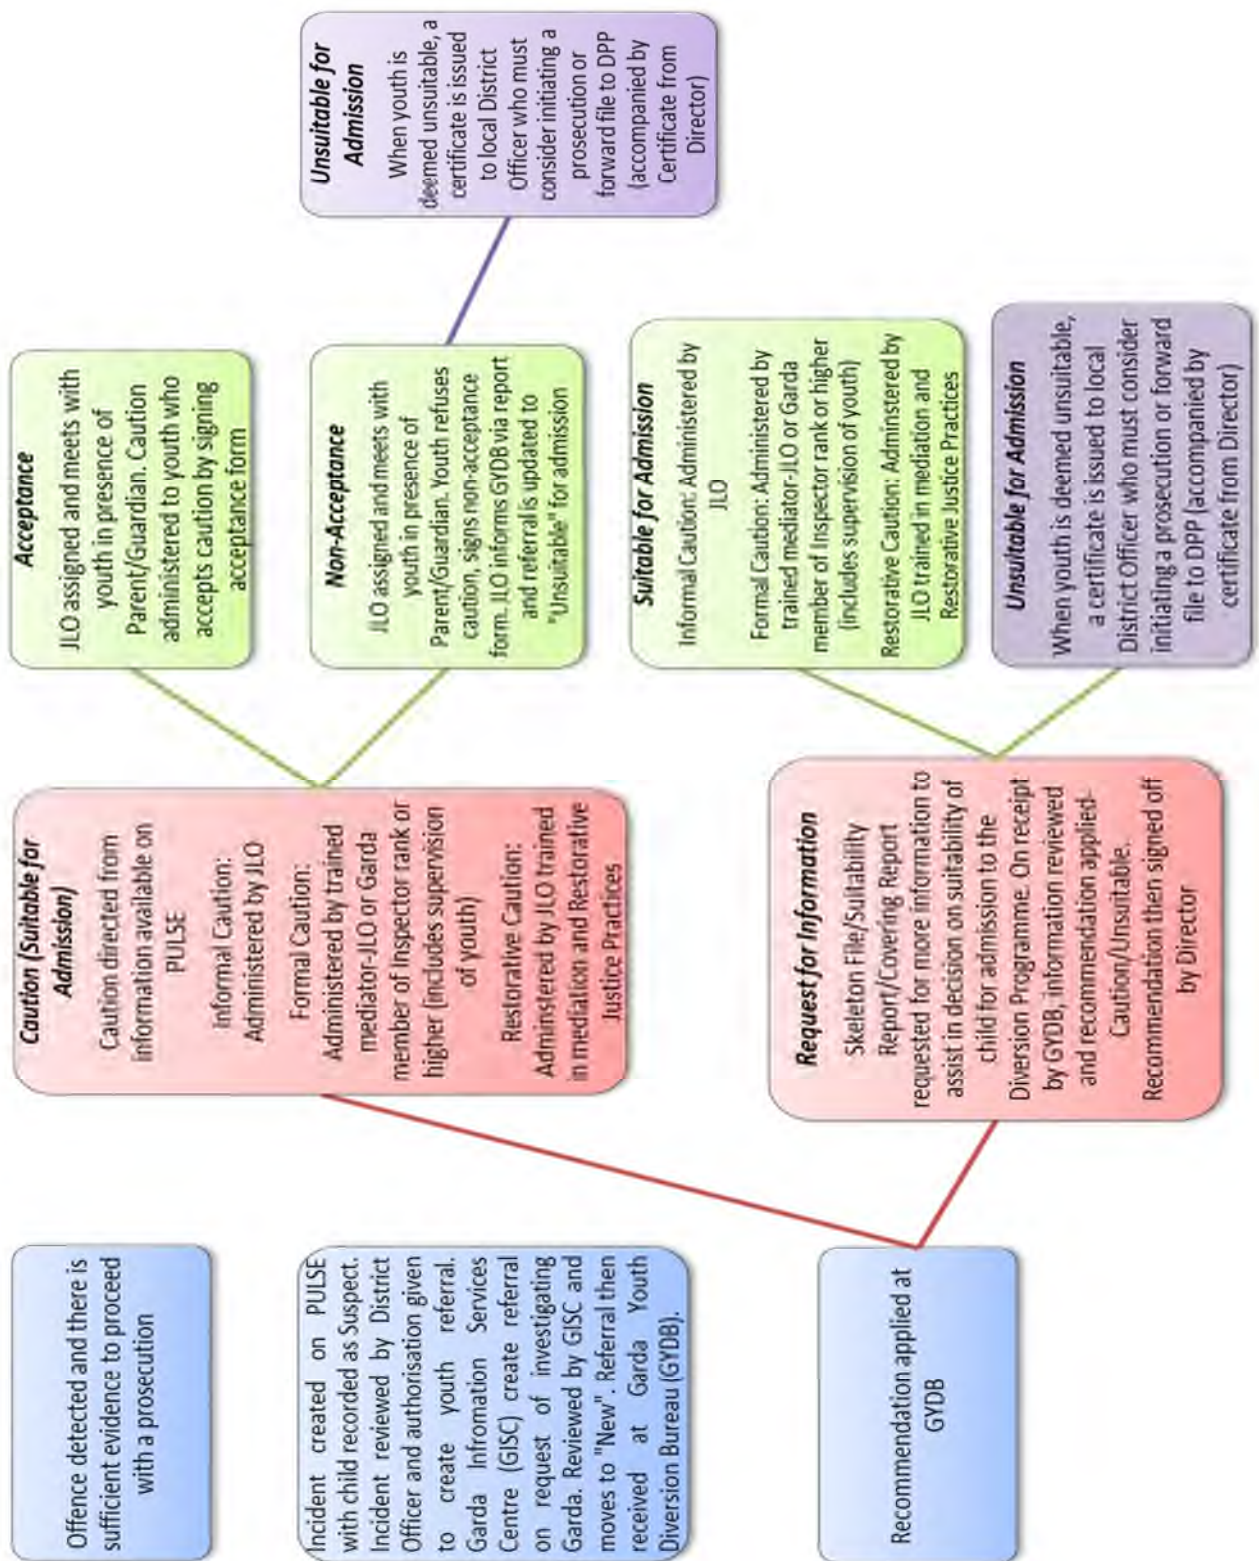 Offence detected and there is
sufficient evidence to proceed
with a prosecution
Incident created on PULSE
with child recorded as Suspect.
Incident reviewed by District
Officer and authorisation given
to create youth referral.
Garda Infromation Services
Centre (GISC) create referral
on request of investigating
Garda. Reviewed by GISC and
moves to "New". Referral then
received at Garda Youth
Diversion Bureau (GYDB).
Recommendation applied at
GYDB
Caution (Suitable for
Admission)
Caution directed from
information available on
PULSE
Informal Caution:
Administered by JLO
Formal Caution:
Administered by trained
mediator-JLO or Garda
member of Inspector rank or
higher (includes supervision
of youth)
Restorative Caution:
Administered by JLO trained
in mediation and Restorative
Justice Practices
Request for Information
Skeleton File/Suitability
Report/Covering Report
requested for more information to
assist in decision on suitability of
child for admission to the
Diversion Programme. On receipt
by GYDB, information reviewed
and recommendation applied-
Caution/Unsuitable.
Recommendation then signed off
by Director
Acceptance
JLO assigned and meets with
youth in presence of
Parent/Guardian. Caution
administered to youth who
accepts caution by signing
acceptance form
Non-Acceptance
JLO assigned and meets with
youth in presence of
Parent/Guardian. Youth refuses
caution, signs non-acceptance
form. JLO informs GYDB via report
and referral is updated to
"Unsuitable" for admission
Suitable for Admission
Informal Caution: Administered by
JLO
Formal Caution: Administered by
trained mediator-JLO or Garda
member of Inspector rank or higher
(includes supervision of youth)
Restorative Caution: Administered by
JLO trained in mediation and
Restorative Justice Practices
Unsuitable for Admission
When youth is deemed unsuitable,
a certificate is issued to local
District Officer who must consider
initiating a prosecution or forward
file to DPP (accompanied by
certificate from Director)
Unsuitable for
Admission
When youth is
deemed unsuitable, a
certificate is issued
to local District
Officer who must
consider initiating a
prosecution or
forward file to DPP
(accompanied by
Certificate from
Director)